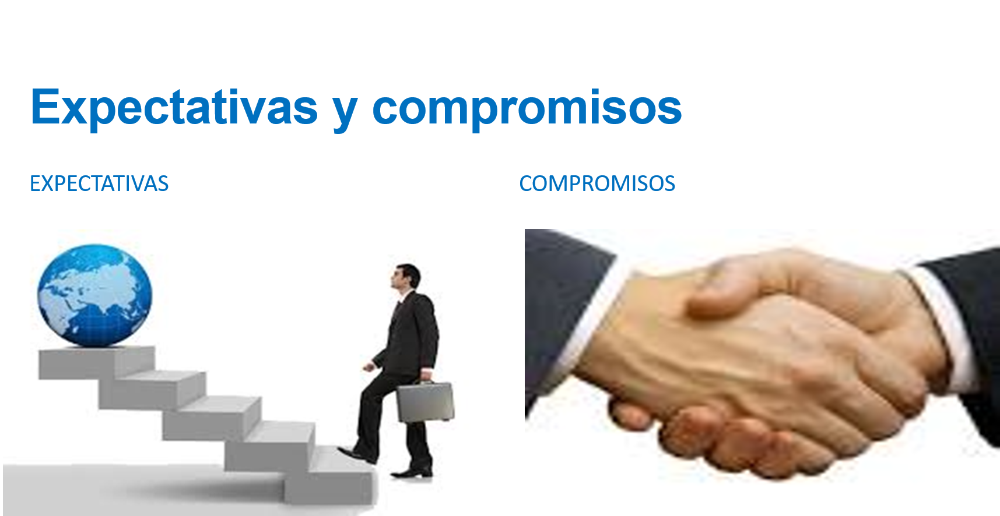 Expectativas y compromisos
EXPECTATIVAS
COMPROMISOS